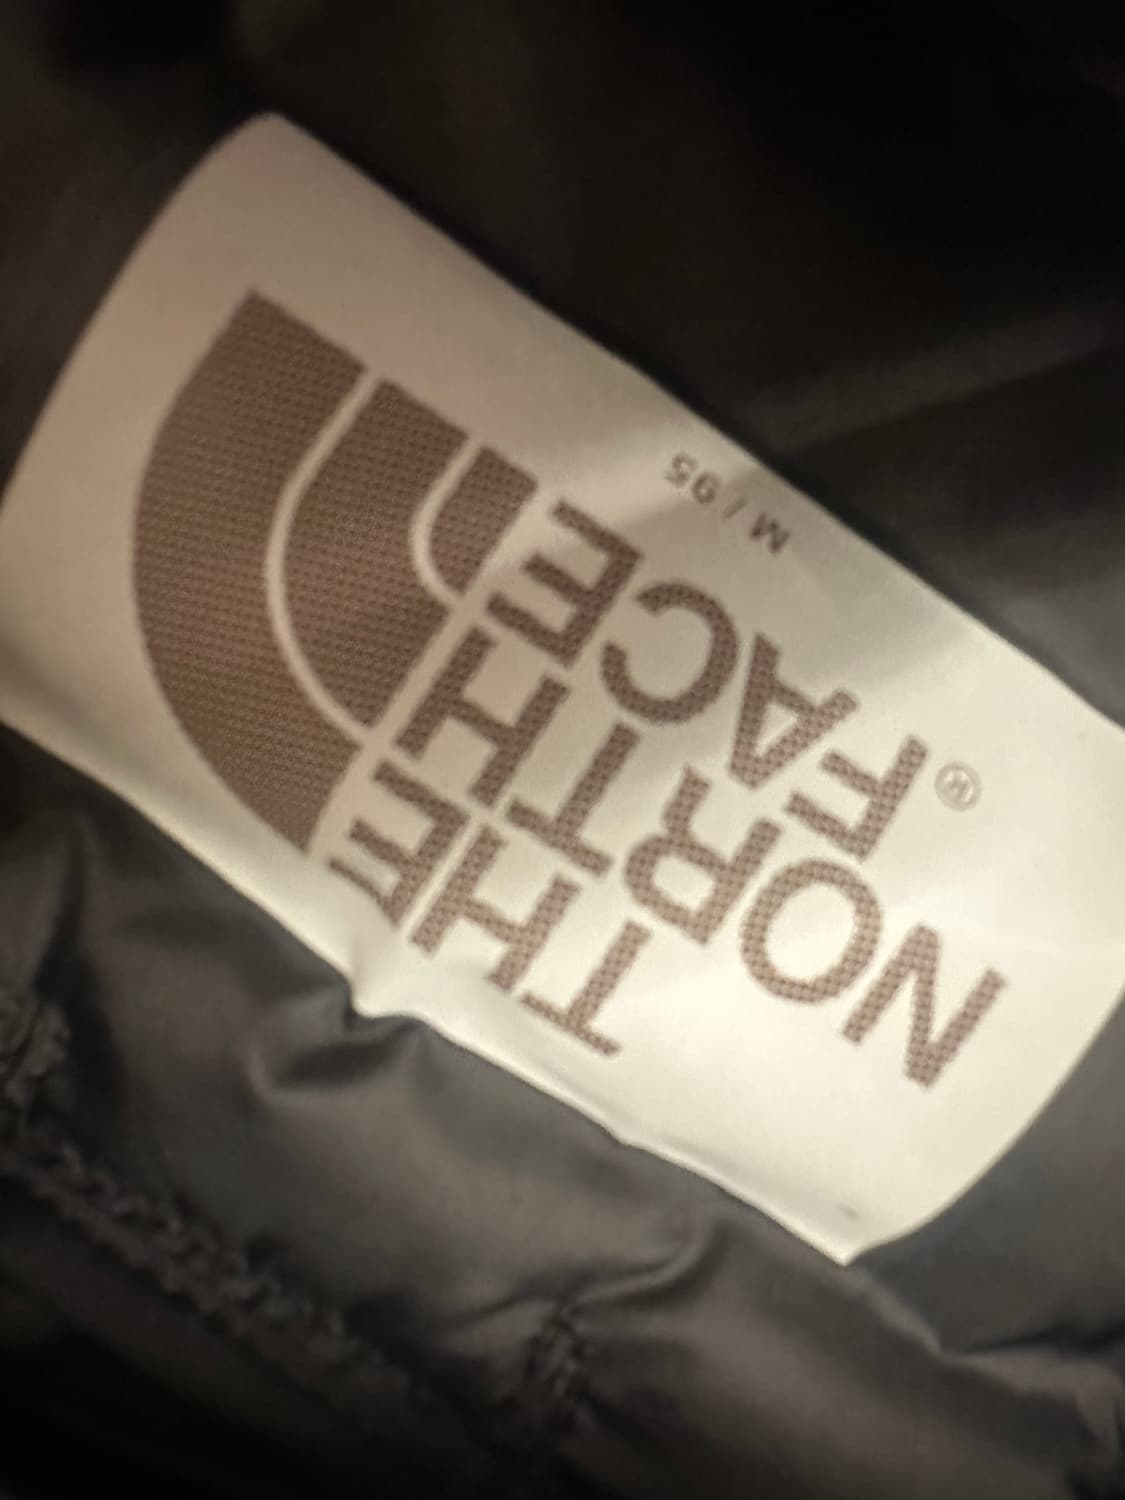 THE
NORTH
FACE®
M / 95